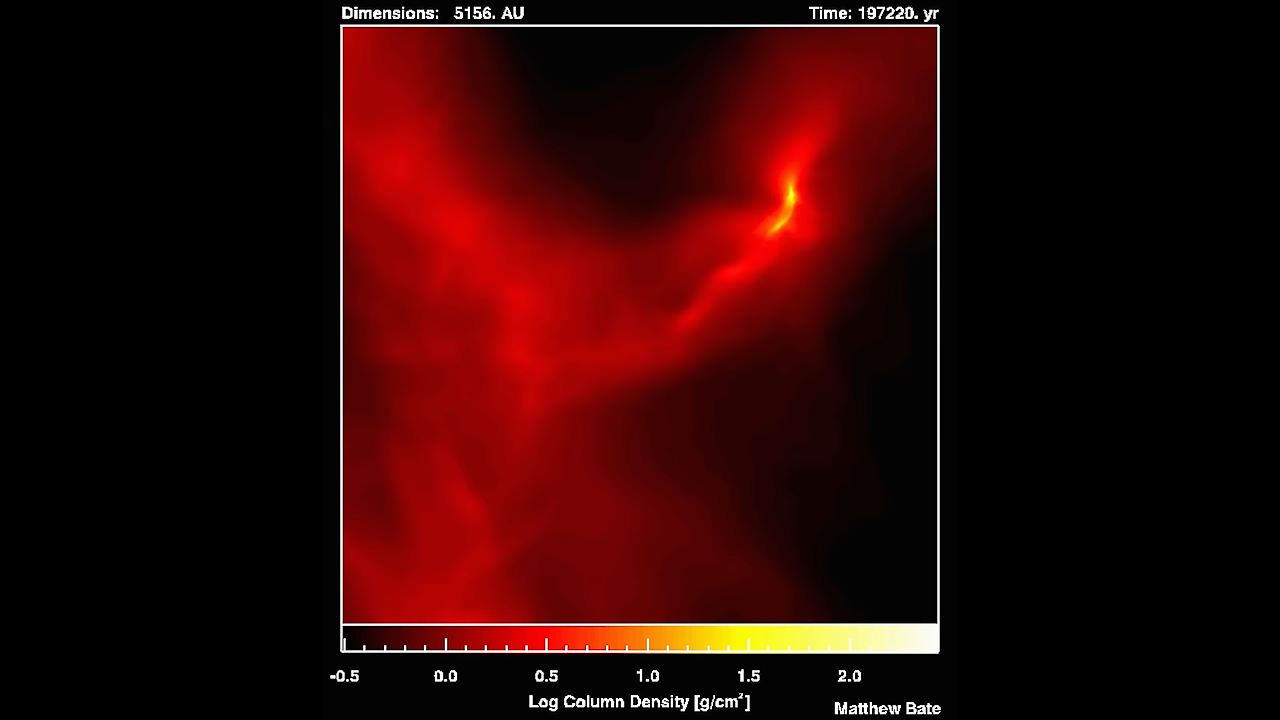 Dimensions: 5156. AU Time: 197220. yr
-0.5 0.0 0.5 1.0 1.5 2.0
Log Column Density [g/cm²]
Matthew Bate